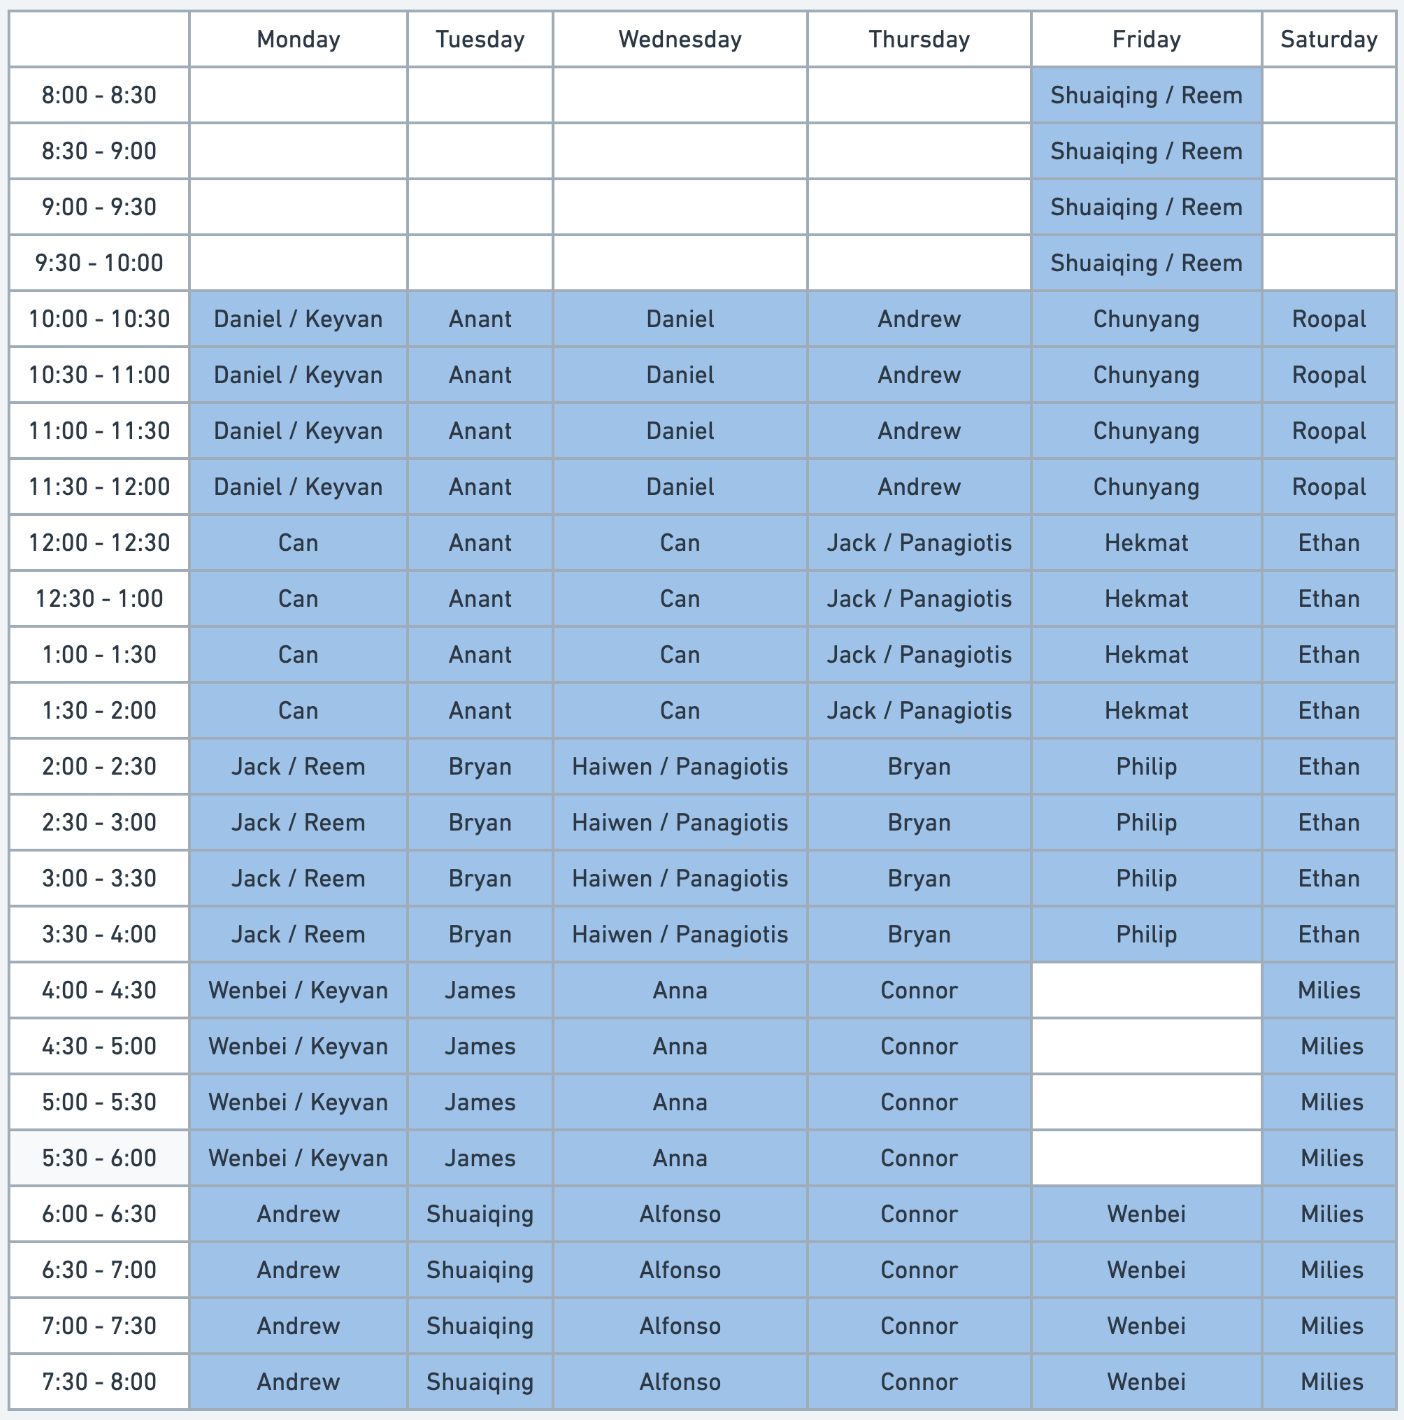 Monday Tuesday Wednesday Thursday Friday Saturday
8:00 - 8:30 Shuaiqing / Reem
8:30 - 9:00 Shuaiqing / Reem
9:00 - 9:30 Shuaiqing / Reem
9:30 - 10:00 Shuaiqing / Reem
10:00 - 10:30 Daniel / Keyvan Anant Daniel Andrew Chunyang Roopal
10:30 - 11:00 Daniel / Keyvan Anant Daniel Andrew Chunyang Roopal
11:00 - 11:30 Daniel / Keyvan Anant Daniel Andrew Chunyang Roopal
11:30 - 12:00 Daniel / Keyvan Anant Daniel Andrew Chunyang Roopal
12:00 - 12:30 Can Anant Can Jack / Panagiotis Hekmat Ethan
12:30 - 1:00 Can Anant Can Jack / Panagiotis Hekmat Ethan
1:00 - 1:30 Can Anant Can Jack / Panagiotis Hekmat Ethan
1:30 - 2:00 Can Anant Can Jack / Panagiotis Hekmat Ethan
2:00 - 2:30 Jack / Reem Bryan Haiwen / Panagiotis Bryan Philip Ethan
2:30 - 3:00 Jack / Reem Bryan Haiwen / Panagiotis Bryan Philip Ethan
3:00 - 3:30 Jack / Reem Bryan Haiwen / Panagiotis Bryan Philip Ethan
3:30 - 4:00 Jack / Reem Bryan Haiwen / Panagiotis Bryan Philip Ethan
4:00 - 4:30 Wenbei / Keyvan James Anna Connor Milies
4:30 - 5:00 Wenbei / Keyvan James Anna Connor Milies
5:00 - 5:30 Wenbei / Keyvan James Anna Connor Milies
5:30 - 6:00 Wenbei / Keyvan James Anna Connor Milies
6:00 - 6:30 Andrew Shuaiqing Alfonso Connor Wenbei Milies
6:30 - 7:00 Andrew Shuaiqing Alfonso Connor Wenbei Milies
7:00 - 7:30 Andrew Shuaiqing Alfonso Connor Wenbei Milies
7:30 - 8:00 Andrew Shuaiqing Alfonso Connor Wenbei Milies